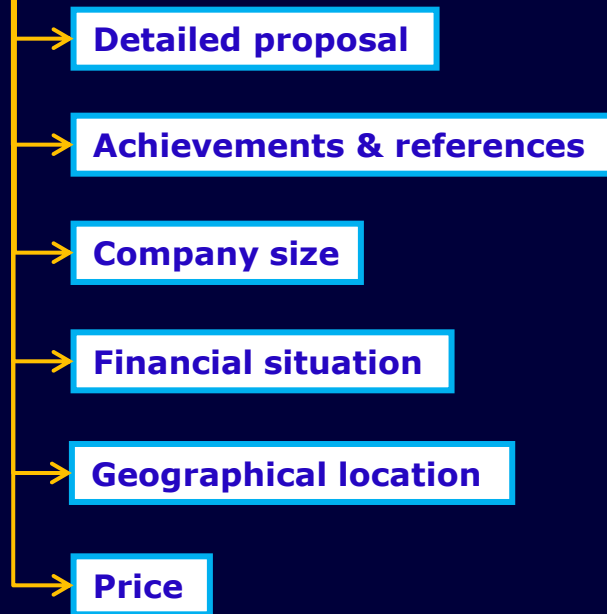 Detailed proposal
Achievements & references
Company size
Financial situation
Geographical location
Price